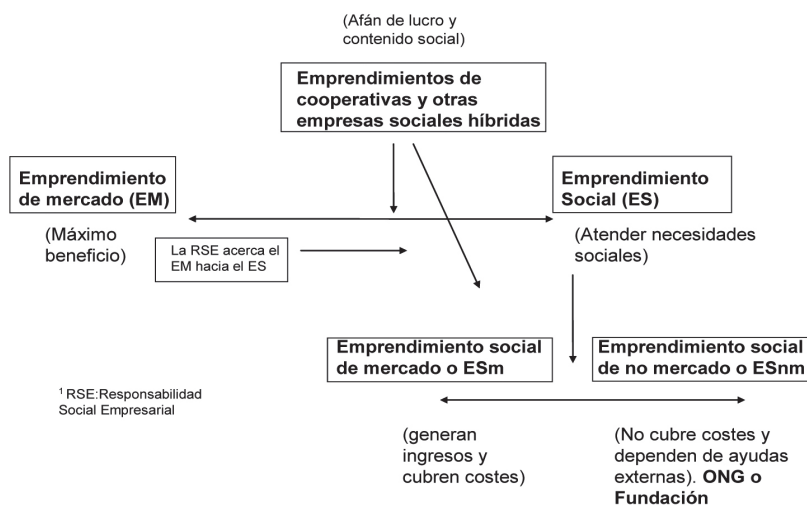 (Afán de lucro y
contenido social)
Emprendimientos de
cooperativas y otras
empresas sociales híbridas
Emprendimiento
de mercado (EM)
Emprendimiento
Social (ES)
(Máximo
beneficio)
La RSE acerca el
EM hacia el ES
(Atender necesidades
sociales)
Emprendimiento social
de mercado o ESm
Emprendimiento social
de no mercado o ESnm
¹ RSE:Responsabilidad
Social Empresarial
(generan
ingresos y
cubren costes)
(No cubre costes y
dependen de ayudas
externas). ONG o
Fundación